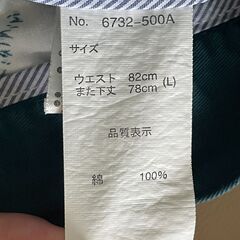 No. 6732-500A
サイズ
ウエスト 82cm (L)
また下丈 78cm
品質表示
綿 100%